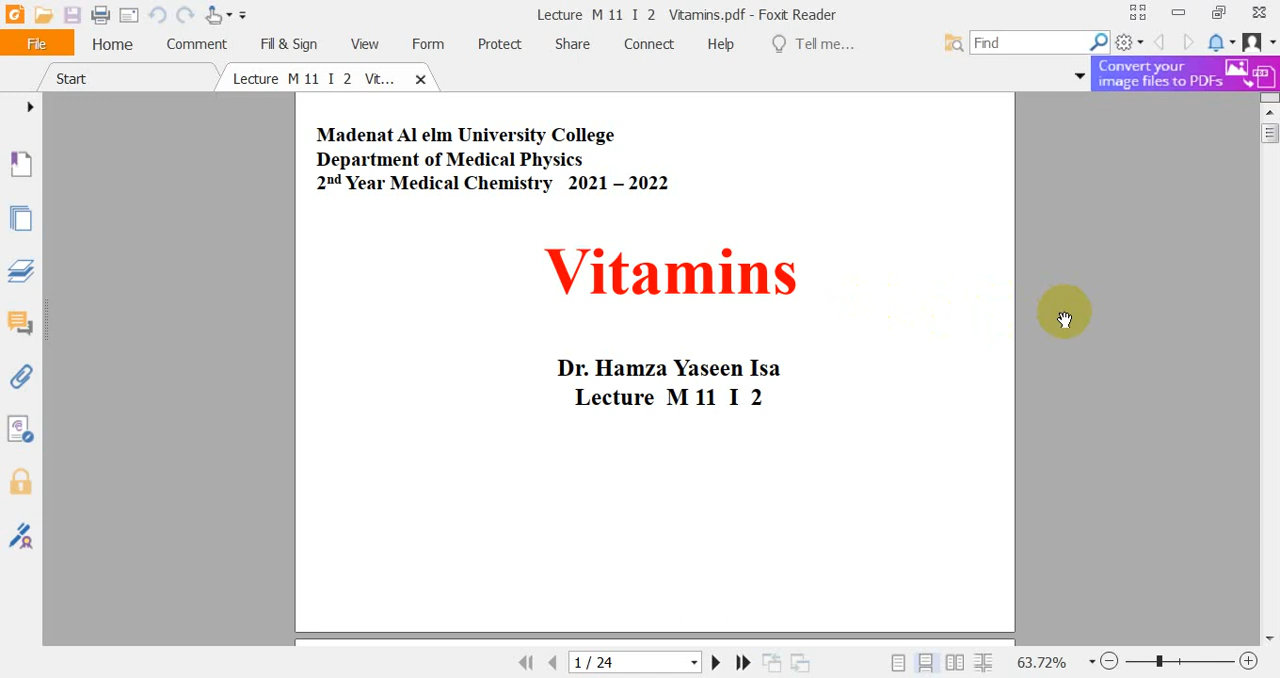 Lecture M 11 I 2 Vitamins.pdf - Foxit Reader
File Home Comment Fill & Sign View Form Protect Share Connect Help Tell me... Find
Start Lecture M 11 I 2 Vit...
Convert your
image files to PDFs
Madenat Al elm University College
Department of Medical Physics
2nd Year Medical Chemistry 2021 – 2022
Vitamins
Dr. Hamza Yaseen Isa
Lecture M 11 I 2
1 / 24
63.72%